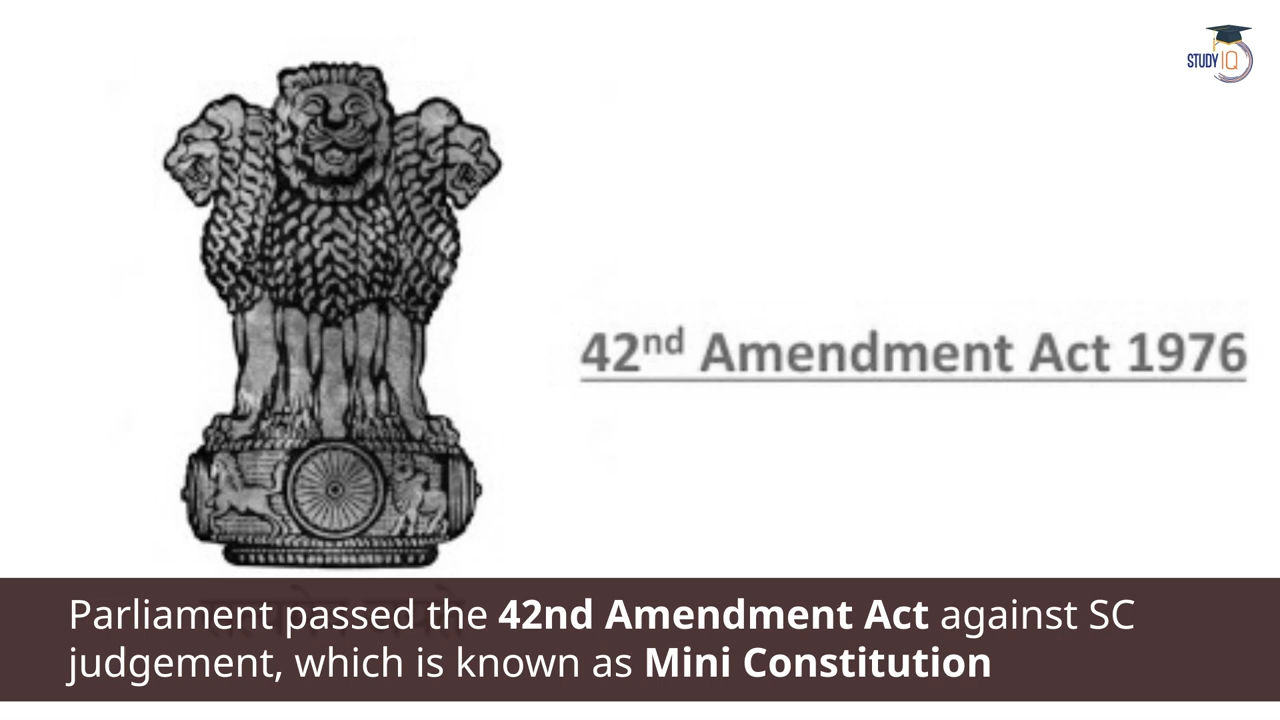 STUDY IQ
42nd Amendment Act 1976
Parliament passed the 42nd Amendment Act against SC
judgement, which is known as Mini Constitution